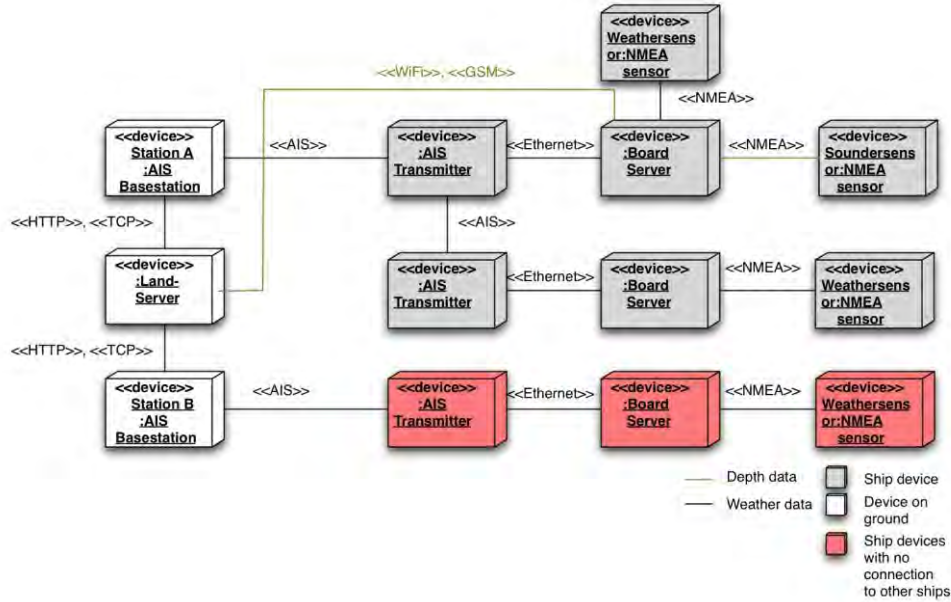 <<device>>
Weathersens
or:NMEA
sensor
<<WiFi>>, <<GSM>>
<<NMEA>>
<<device>>
Station A
:AIS
Basestation
<<AIS>>
<<device>>
:AIS
Transmitter
<<Ethernet>>
<<device>>
:Board
Server
<<NMEA>>
<<device>>
Soundersens
or:NMEA
sensor
<<HTTP>>, <<TCP>>
<<AIS>>
<<device>>
:Land-
Server
<<device>>
:AIS
Transmitter
<<Ethernet>>
<<device>>
:Board
Server
<<NMEA>>
<<device>>
Weathersens
or:NMEA
sensor
<<HTTP>>, <<TCP>>
<<device>>
Station B
:AIS
Basestation
<<AIS>>
<<device>>
:AIS
Transmitter
<<Ethernet>>
<<device>>
:Board
Server
<<NMEA>>
<<device>>
Weathersens
or:NMEA
sensor
Depth data
Weather data
Ship device
Device on
ground
Ship devices
with no
connection
to other ships